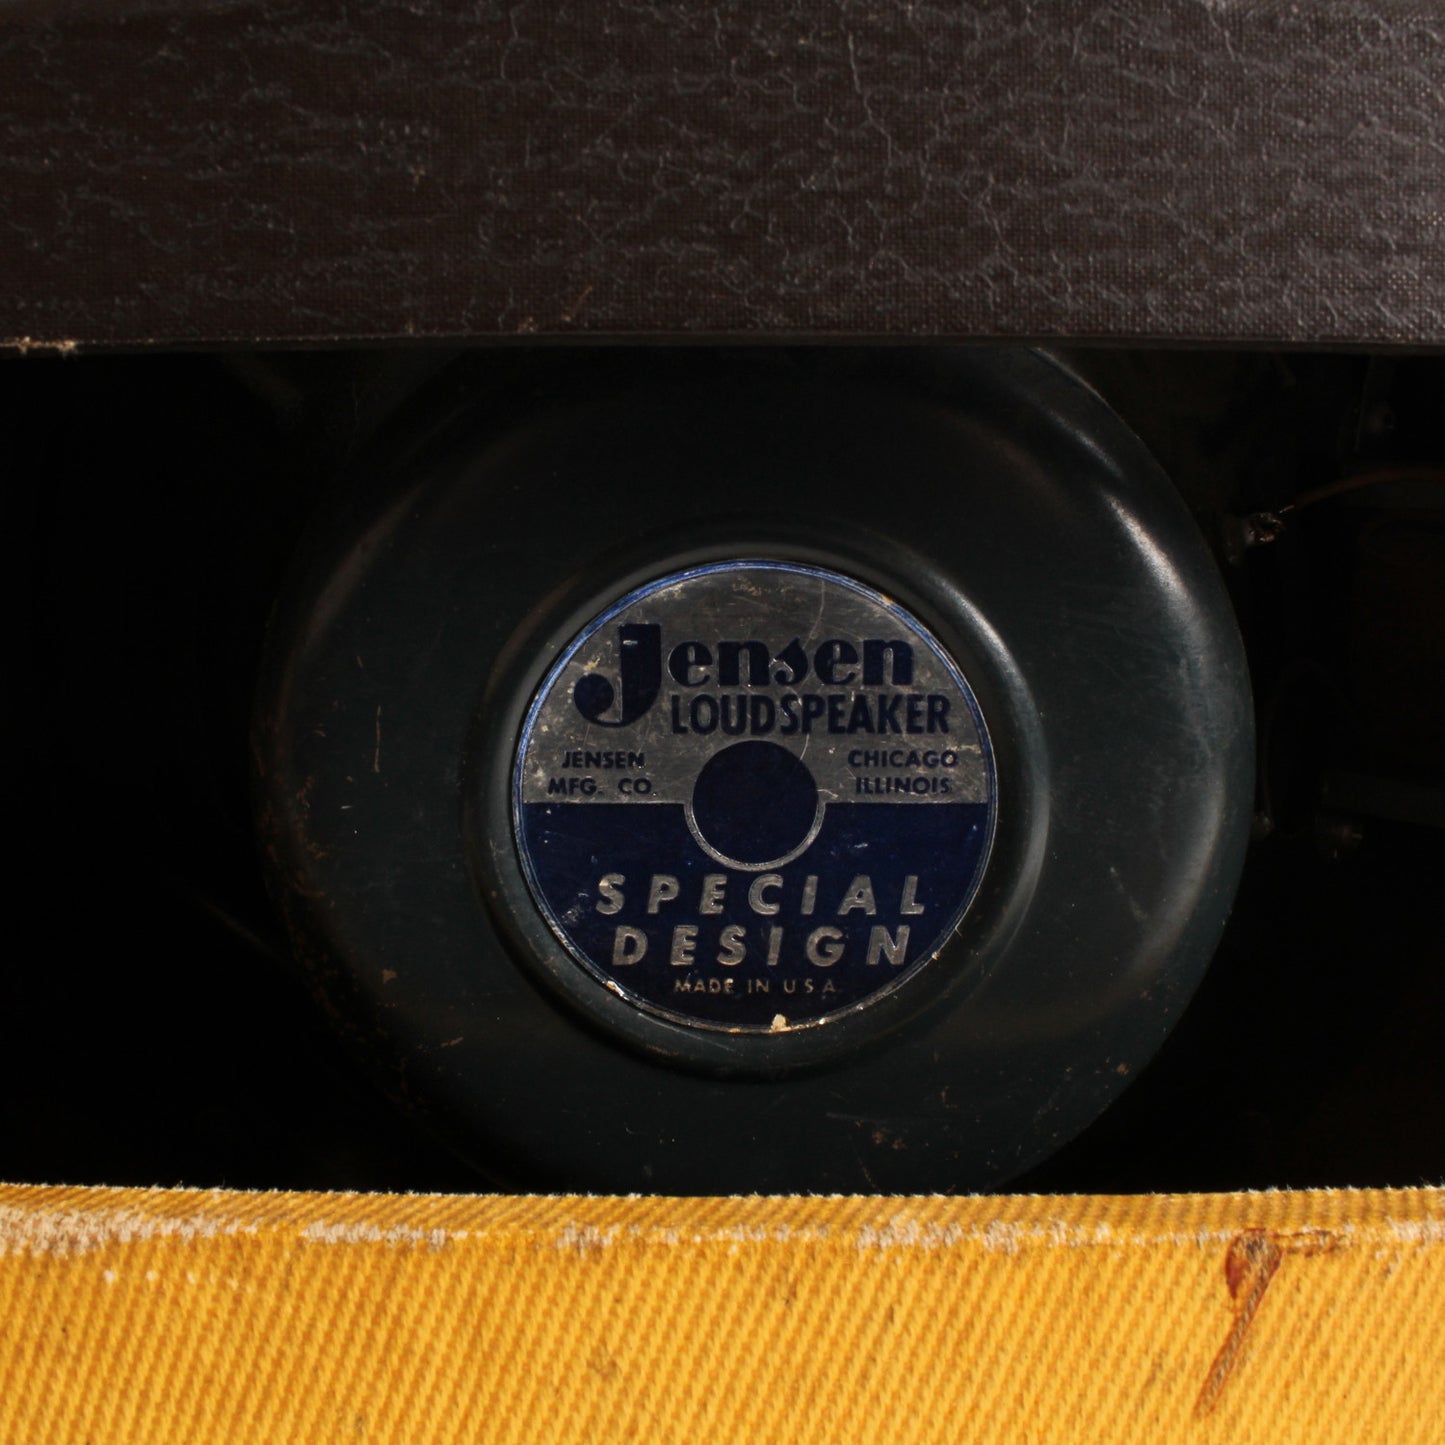 Jensen
LOUDSPEAKER
JENSEN MFG. CO.
CHICAGO ILLINOIS
SPECIAL
DESIGN
MADE IN U S A.